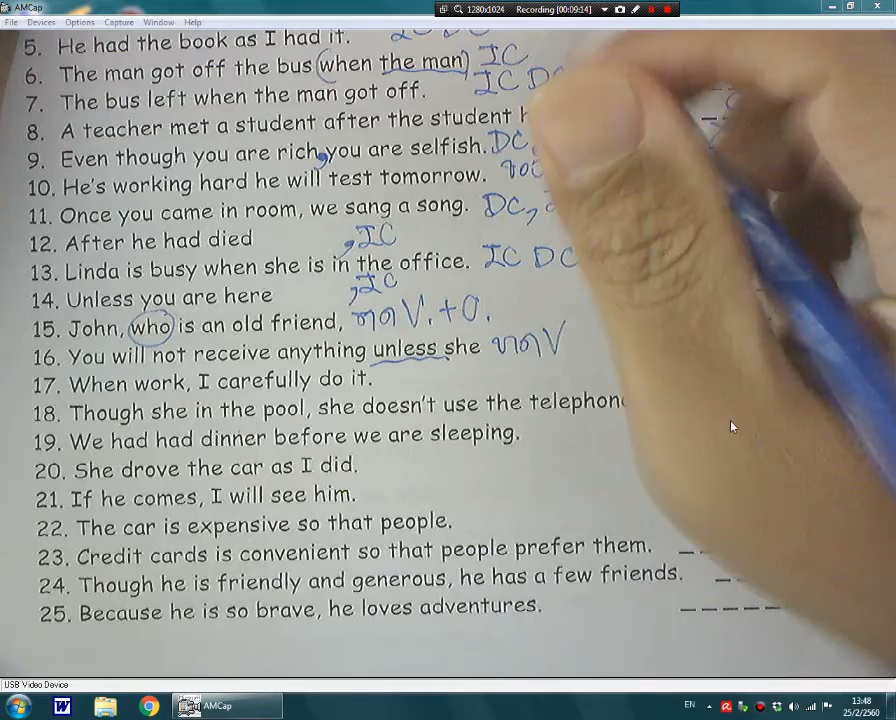 AMCap
1280x1024 Recording [00:09:14]
File Devices Options Capture Window Help
5. He had the book as I had it.
6. The man got off the bus (when the man) IC
7. The bus left when the man got off. IC DC
8. A teacher met a student after the student h
9. Even though you are rich, you are selfish. DC,
10. He's working hard he will test tomorrow.
11. Once you came in room, we sang a song. DC,
12. After he had died , IC
13. Linda is busy when she is in the office. IC DC
14. Unless you are here , IC
15. John, who is an old friend, ขาด V. + O.
16. You will not receive anything unless she ขาด V
17. When work, I carefully do it.
18. Though she in the pool, she doesn't use the telephone
19. We had had dinner before we are sleeping.
20. She drove the car as I did.
21. If he comes, I will see him.
22. The car is expensive so that people.
23. Credit cards is convenient so that people prefer them.
24. Though he is friendly and generous, he has a few friends.
25. Because he is so brave, he loves adventures.
USB Video Device
AMCap EN 13:48
25/2/2560